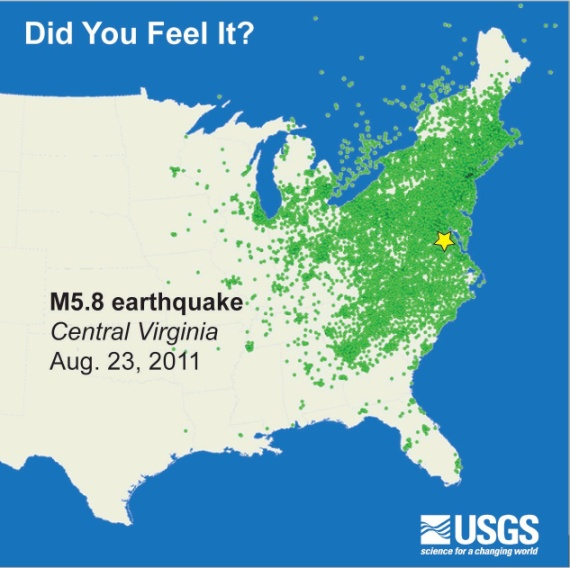 Did You Feel It?
M5.8 earthquake
Central Virginia
Aug. 23, 2011
USGS
science for a changing world